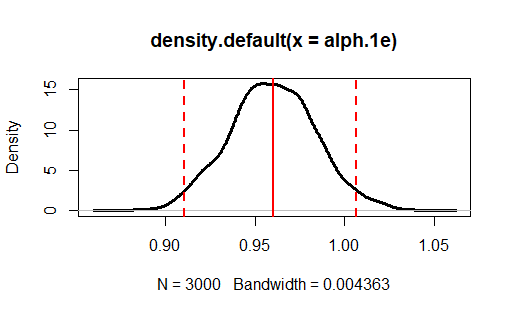 density.default(x = alph.1e)
Density
15
10
5
0
0.90 0.95 1.00 1.05
N = 3000 Bandwidth = 0.004363